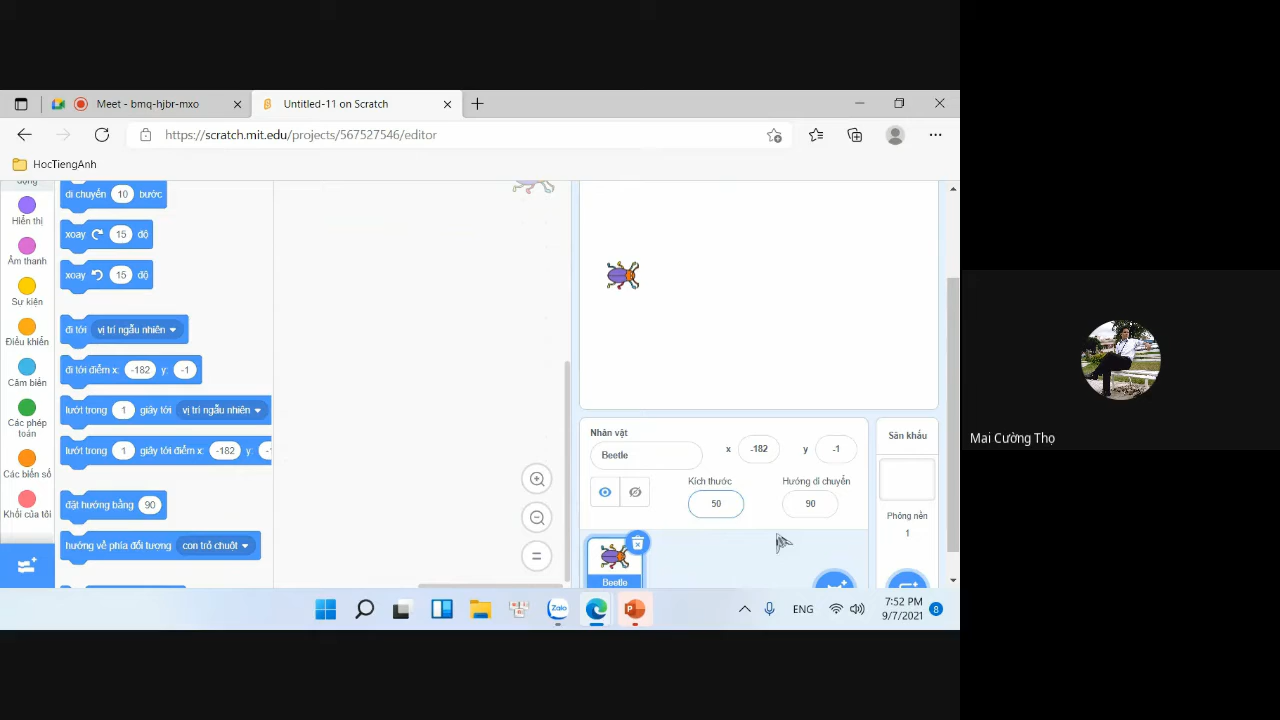 Meet - bmq-hjbr-mxo
Untitled-11 on Scratch
https://scratch.mit.edu/projects/567527546/editor
HocTiengAnh
động
Hiển thị
Âm thanh
Sự kiện
Điều khiển
Cảm biến
Các phép
toán
Các biến số
Khối của tôi
di chuyển 10 bước
xoay 15 độ
xoay 15 độ
đi tới vị trí ngẫu nhiên
đi tới điểm x: -182 y: -1
lướt trong 1 giây tới vị trí ngẫu nhiên
lướt trong 1 giây tới điểm x: -182 y: -1
đặt hướng bằng 90
hướng về phía đối tượng con trỏ chuột
Nhân vật
Beetle
x -182 y -1
Kích thước
50
Hướng di chuyển
90
Beetle
Sân khấu
Phông nền
1
Zalo
ENG
7:52 PM
9/7/2021
8
Mai Cường Thọ